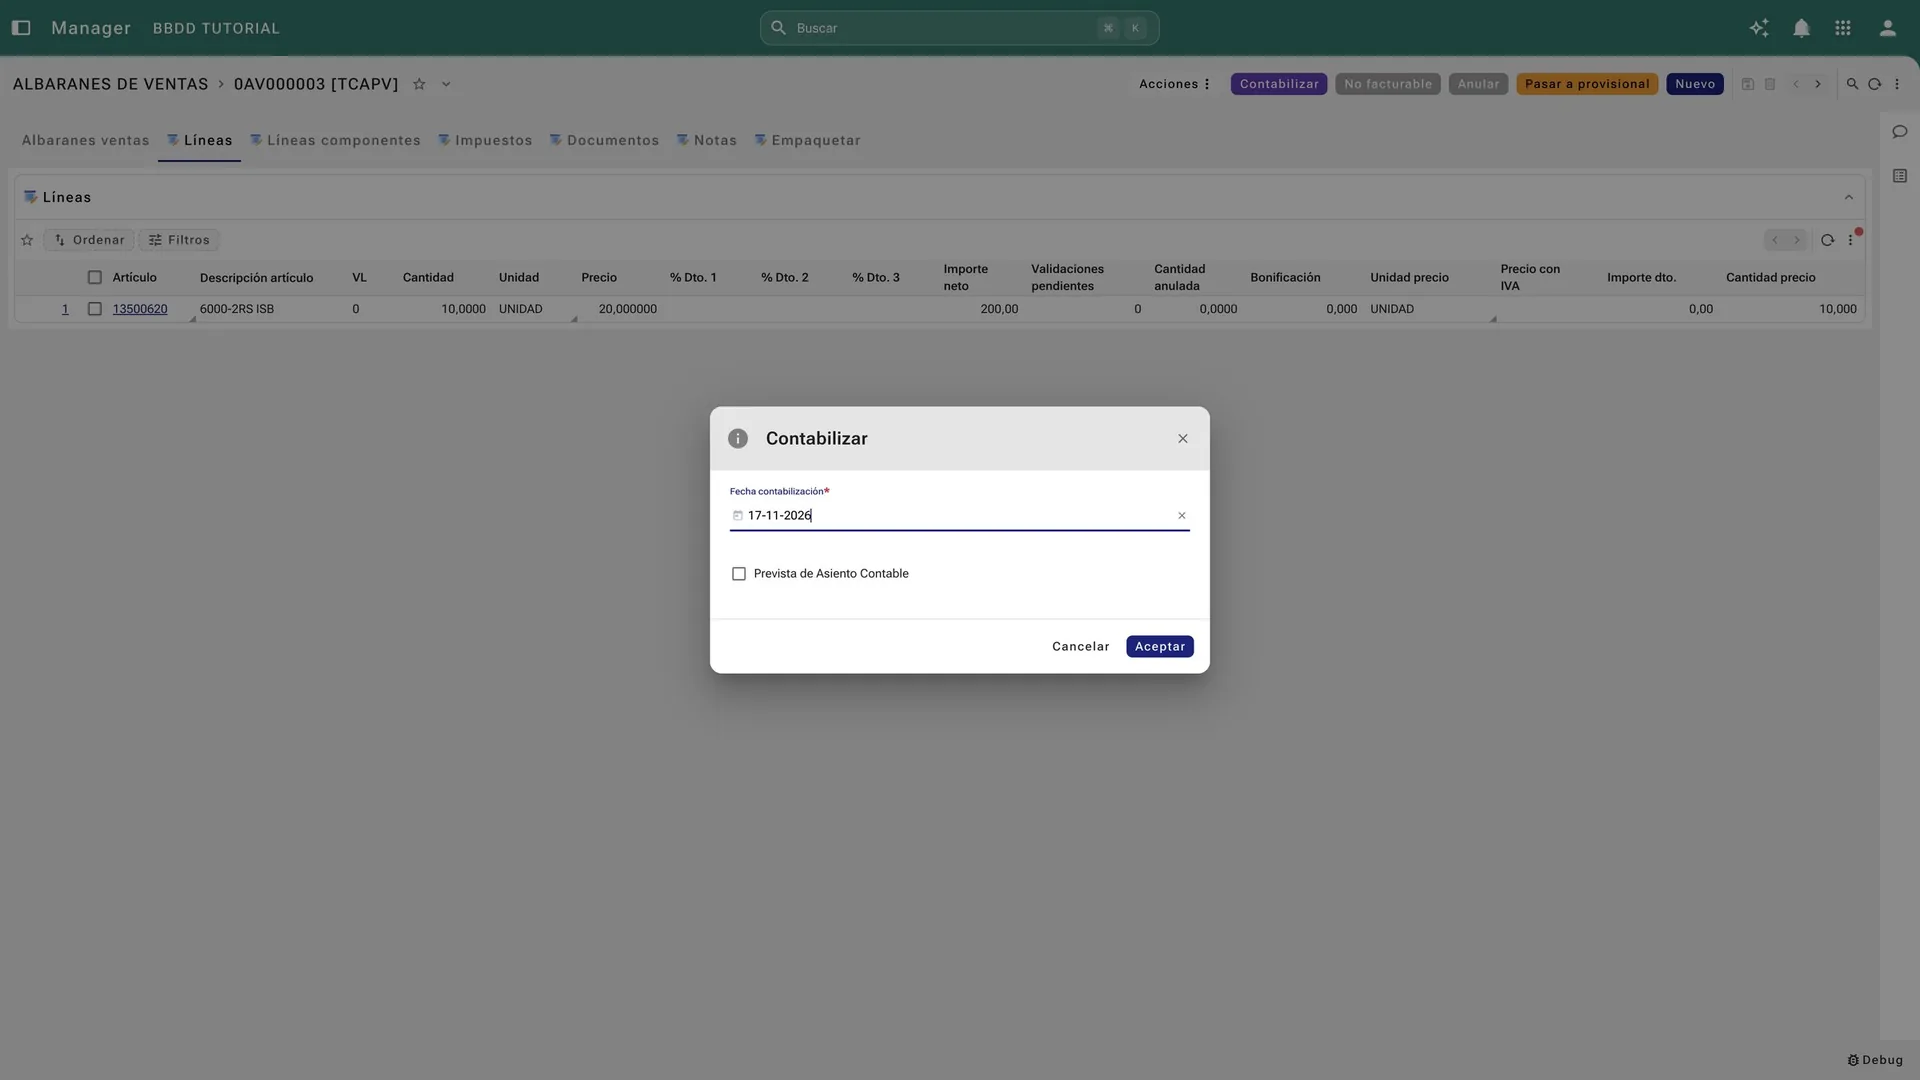 Manager BBDD TUTORIAL Buscar ⌘ K
ALBARANES DE VENTAS > 0AV000003 [TCAPV] Acciones Contabilizar No facturable Anular Pasar a provisional Nuevo
Albaranes ventas Líneas Líneas componentes Impuestos Documentos Notas Empaquetar
Líneas
Ordenar Filtros
Artículo Descripción artículo VL Cantidad Unidad Precio % Dto. 1 % Dto. 2 % Dto. 3 Importe neto Validaciones pendientes Cantidad anulada Bonificación Unidad precio Precio con IVA Importe dto. Cantidad precio
1 13500620 6000-2RS ISB 0 10,0000 UNIDAD 20,000000 200,00 0 0,0000 0,000 UNIDAD 0,00 10,000
Contabilizar
Fecha contabilización*
17-11-2026
Prevista de Asiento Contable
Cancelar Aceptar
Debug